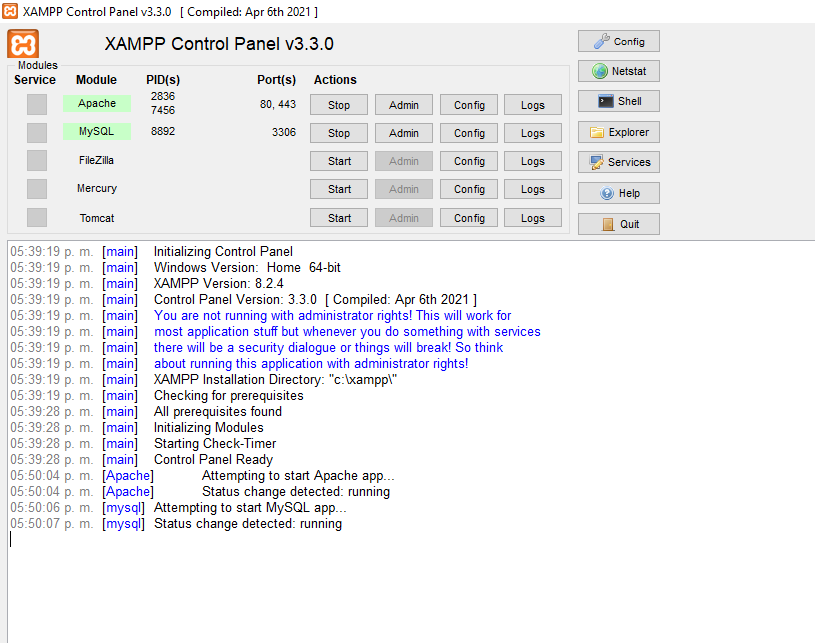 XAMPP Control Panel v3.3.0 [ Compiled: Apr 6th 2021 ]
XAMPP Control Panel v3.3.0
Config
Modules
Service Module PID(s) Port(s) Actions
Netstat
Apache 2836 7456 80, 443 Stop Admin Config Logs
Shell
MySQL 8892 3306 Stop Admin Config Logs
Explorer
FileZilla Start Admin Config Logs
Services
Mercury Start Admin Config Logs
Help
Tomcat Start Admin Config Logs
Quit
05:39:19 p. m. [main] Initializing Control Panel
05:39:19 p. m. [main] Windows Version: Home 64-bit
05:39:19 p. m. [main] XAMPP Version: 8.2.4
05:39:19 p. m. [main] Control Panel Version: 3.3.0 [ Compiled: Apr 6th 2021 ]
05:39:19 p. m. [main] You are not running with administrator rights! This will work for
05:39:19 p. m. [main] most application stuff but whenever you do something with services
05:39:19 p. m. [main] there will be a security dialogue or things will break! So think
05:39:19 p. m. [main] about running this application with administrator rights!
05:39:19 p. m. [main] XAMPP Installation Directory: "c:\xampp\"
05:39:19 p. m. [main] Checking for prerequisites
05:39:28 p. m. [main] All prerequisites found
05:39:28 p. m. [main] Initializing Modules
05:39:28 p. m. [main] Starting Check-Timer
05:39:28 p. m. [main] Control Panel Ready
05:50:04 p. m. [Apache] Attempting to start Apache app...
05:50:04 p. m. [Apache] Status change detected: running
05:50:06 p. m. [mysql] Attempting to start MySQL app...
05:50:07 p. m. [mysql] Status change detected: running